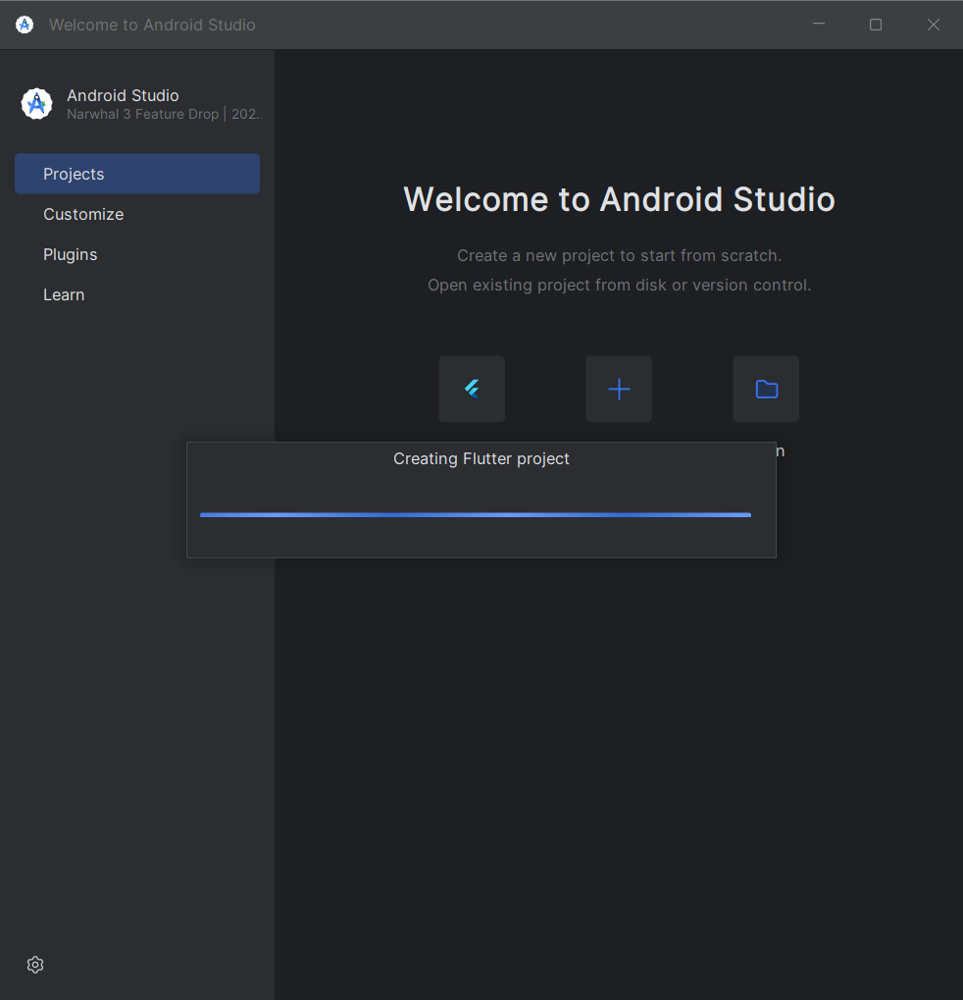 Welcome to Android Studio
Android Studio
Narwhal 3 Feature Drop | 202..
Projects
Customize
Plugins
Learn
Welcome to Android Studio
Create a new project to start from scratch.
Open existing project from disk or version control.
n
Creating Flutter project